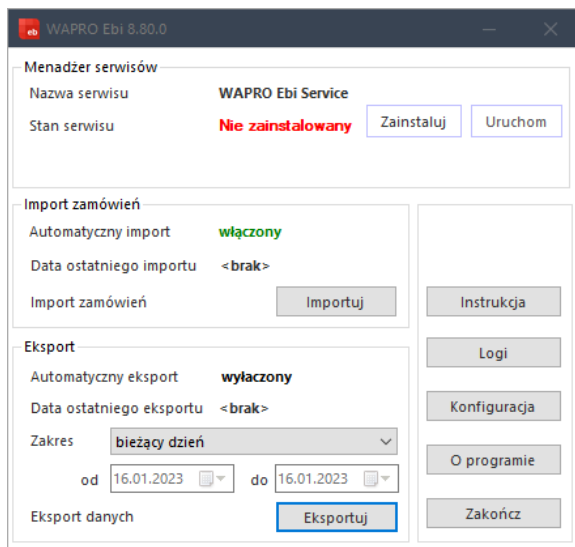 eb WAPRO Ebi 8.80.0
Menadżer serwisów
Nazwa serwisu WAPRO Ebi Service
Stan serwisu Nie zainstalowany Zainstaluj Uruchom
Import zamówień
Automatyczny import włączony
Data ostatniego importu <brak>
Import zamówień Importuj
Eksport
Automatyczny eksport wyłaczony
Data ostatniego eksportu <brak>
Zakres bieżący dzień
od 16.01.2023 do 16.01.2023
Eksport danych Eksportuj
Instrukcja
Logi
Konfiguracja
O programie
Zakończ